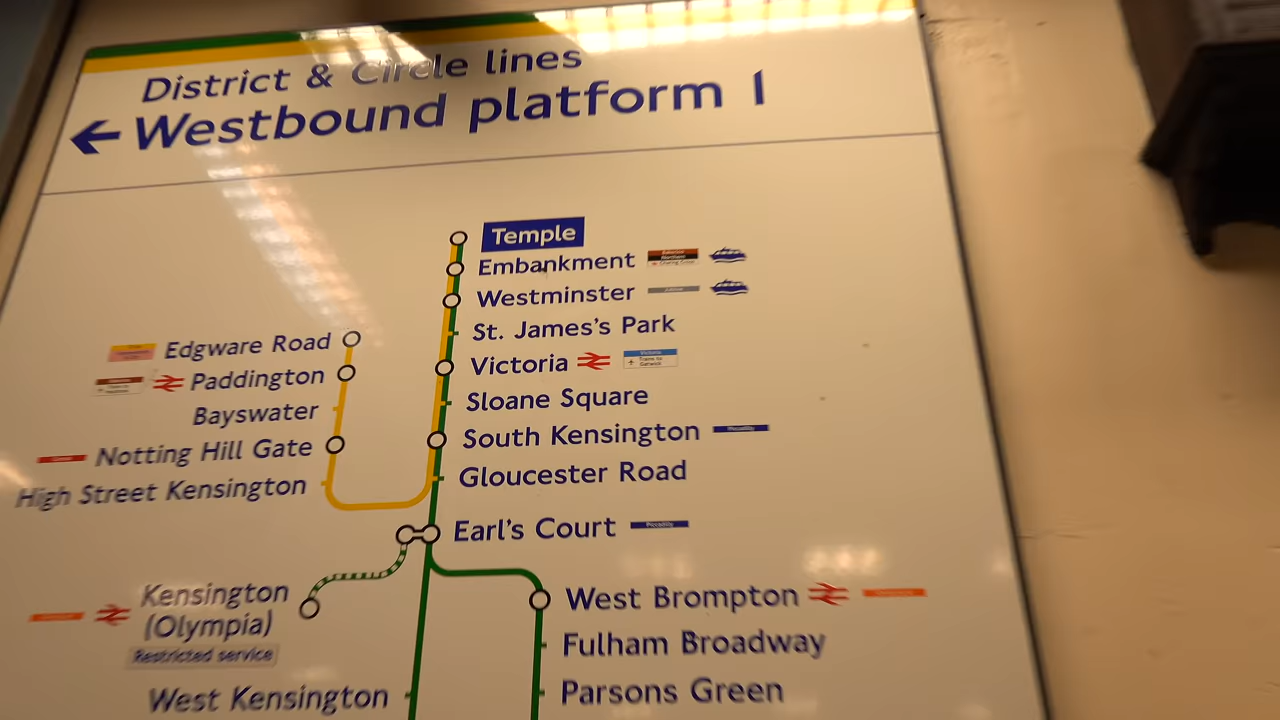 District & Circle lines
← Westbound platform 1
Temple
Embankment
Westminster
St. James's Park
Victoria
Sloane Square
South Kensington Piccadilly
Gloucester Road
Earl's Court Piccadilly
Edgware Road
Paddington
Bayswater
Notting Hill Gate
High Street Kensington
Kensington
(Olympia)
Restricted service
West Kensington
West Brompton
Fulham Broadway
Parsons Green